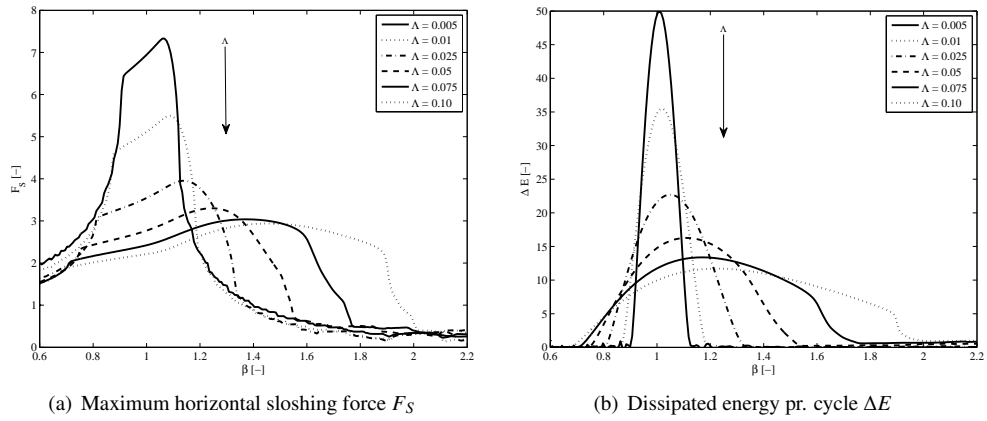 8
7
6
5
4
3
2
1
0
F_S [–]
0.6 0.8 1 1.2 1.4 1.6 1.8 2 2.2
β [–]
Λ
Λ = 0.005
Λ = 0.01
Λ = 0.025
Λ = 0.05
Λ = 0.075
Λ = 0.10
(a) Maximum horizontal sloshing force F_S
50
45
40
35
30
25
20
15
10
5
0
Δ E [–]
0.6 0.8 1 1.2 1.4 1.6 1.8 2 2.2
β [–]
Λ
Λ = 0.005
Λ = 0.01
Λ = 0.025
Λ = 0.05
Λ = 0.075
Λ = 0.10
(b) Dissipated energy pr. cycle ΔE